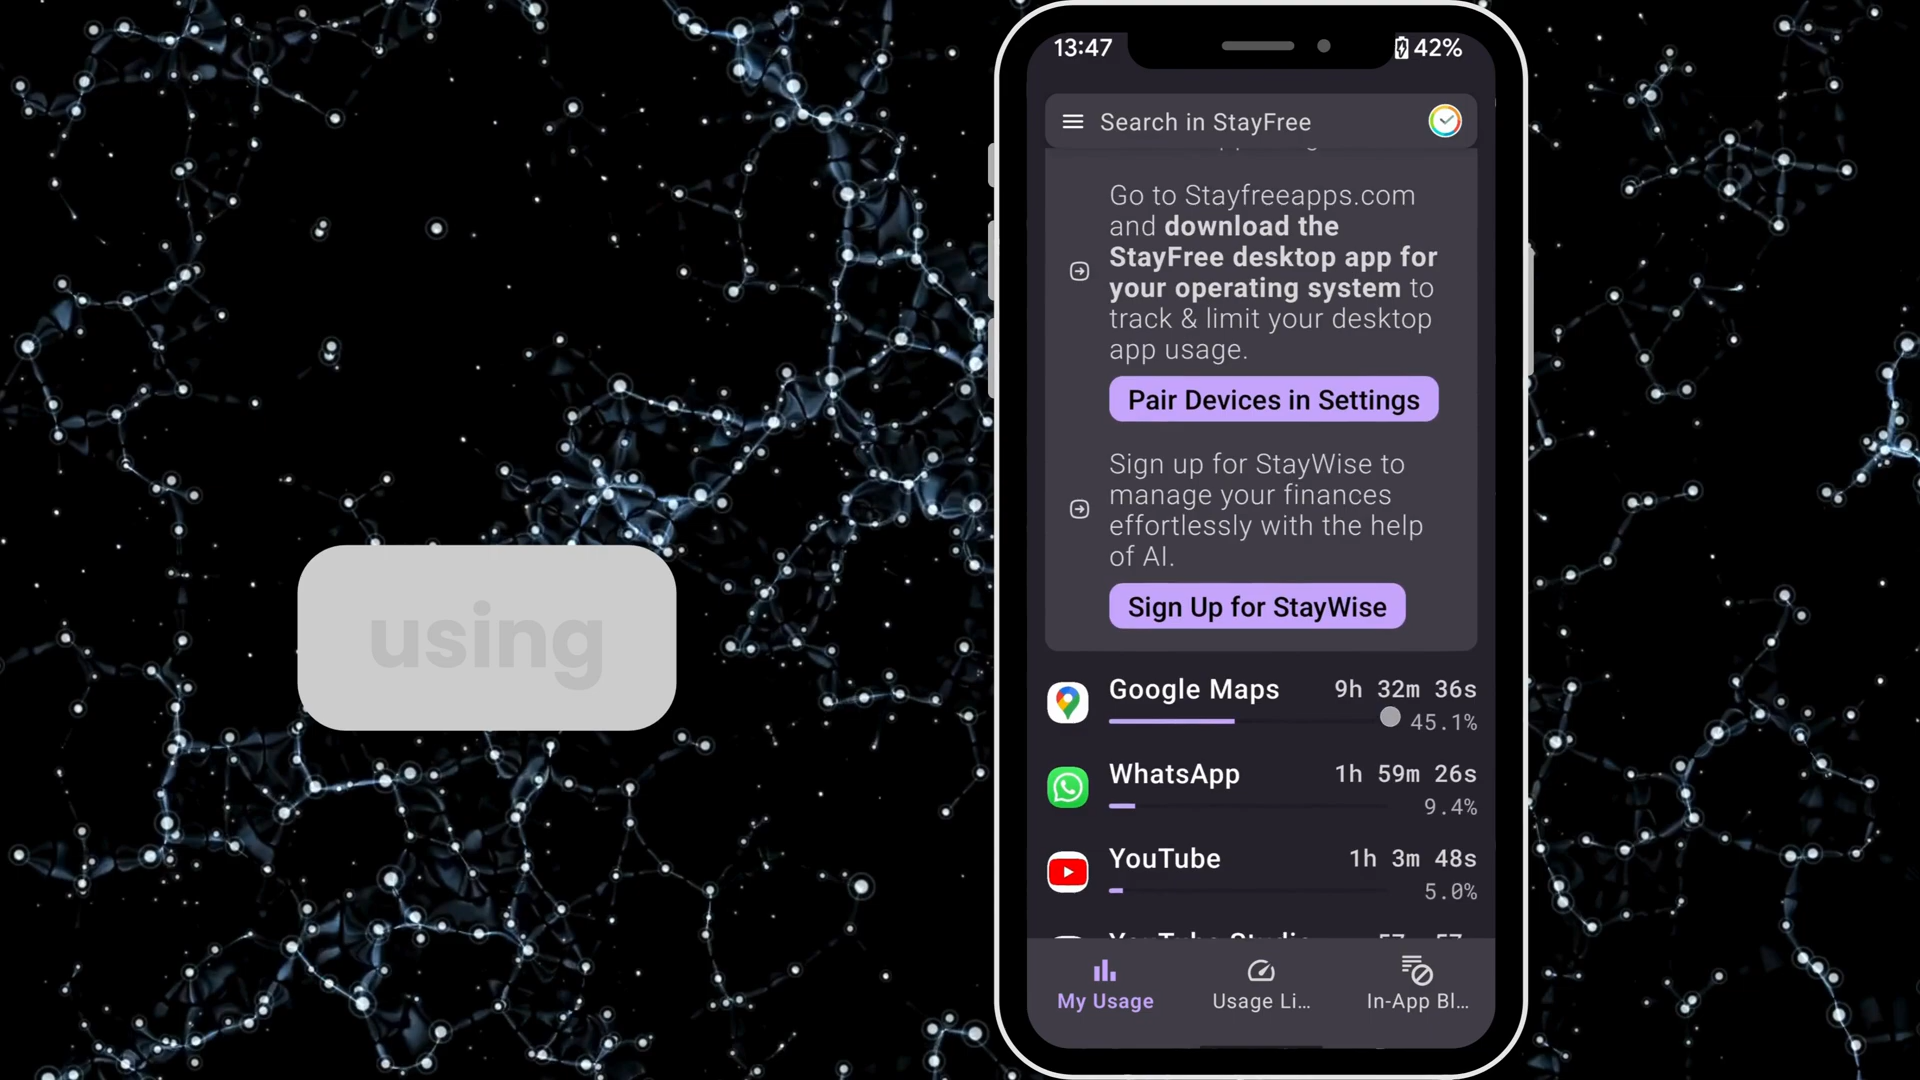 using
13:47
42%
Search in StayFree
Go to Stayfreeapps.com
and download the
StayFree desktop app for
your operating system to
track & limit your desktop
app usage.
Pair Devices in Settings
Sign up for StayWise to
manage your finances
effortlessly with the help
of AI.
Sign Up for StayWise
Google Maps 9h 32m 36s
45.1%
WhatsApp 1h 59m 26s
9.4%
YouTube 1h 3m 48s
5.0%
YouTube Studio
My Usage Usage Li... In-App Bl...